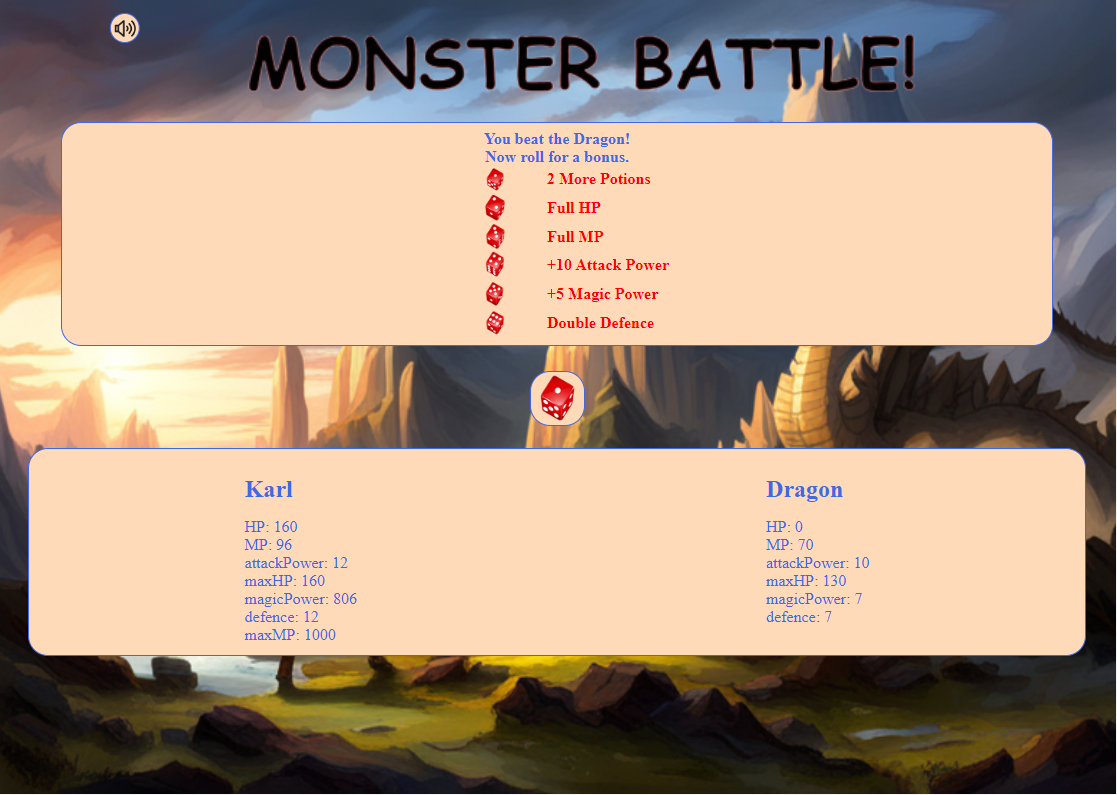 MONSTER BATTLE!
You beat the Dragon!
Now roll for a bonus.
2 More Potions
Full HP
Full MP
+10 Attack Power
+5 Magic Power
Double Defence
Karl
HP: 160
MP: 96
attackPower: 12
maxHP: 160
magicPower: 806
defence: 12
maxMP: 1000
Dragon
HP: 0
MP: 70
attackPower: 10
maxHP: 130
magicPower: 7
defence: 7